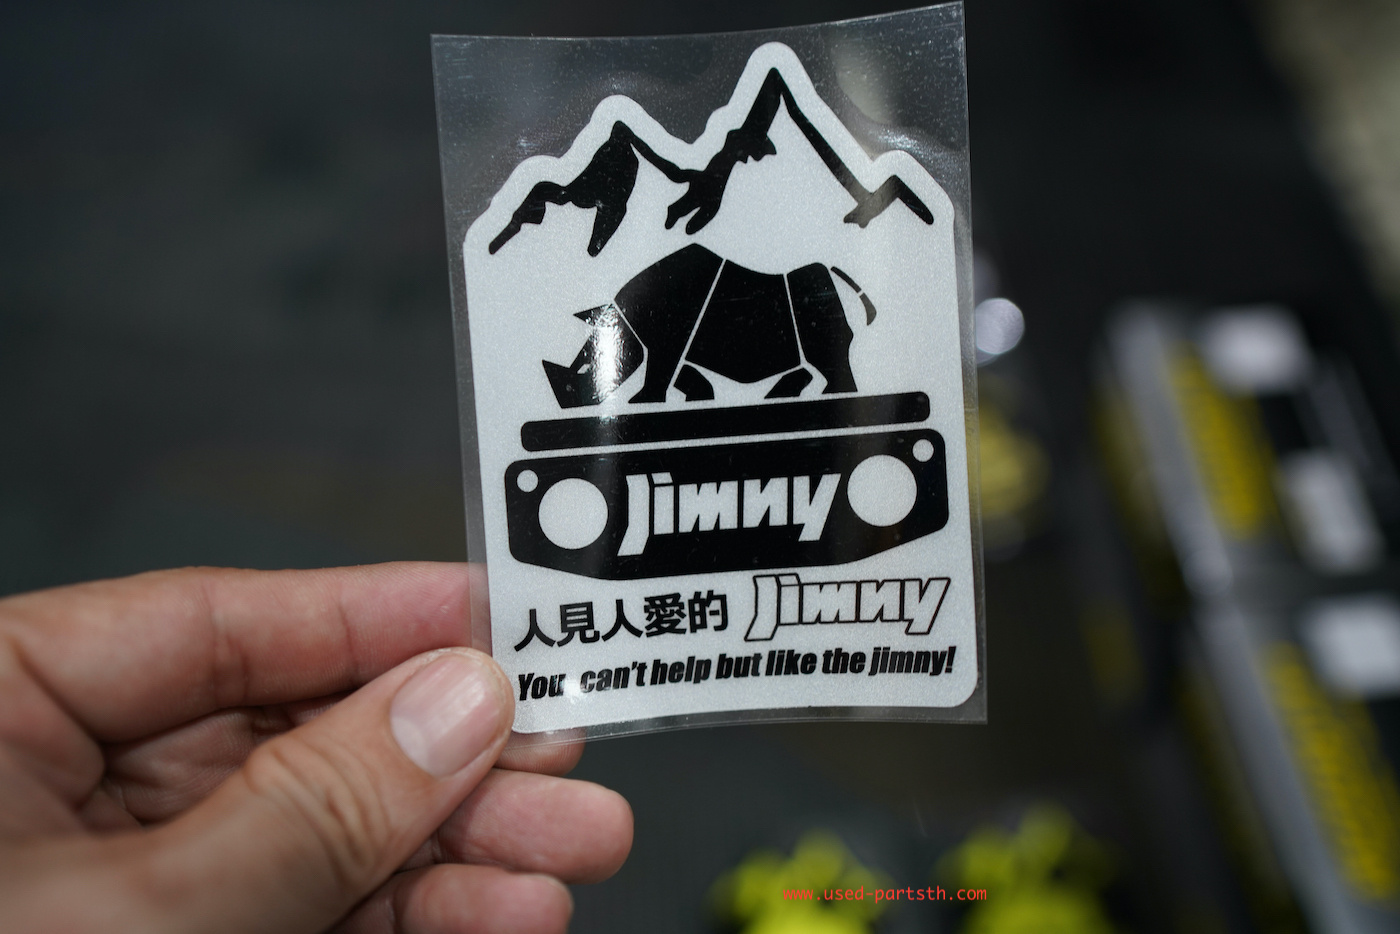 Jimny
人見人愛的 Jimny
You can't help but like the jimny!
www.used-partsth.com